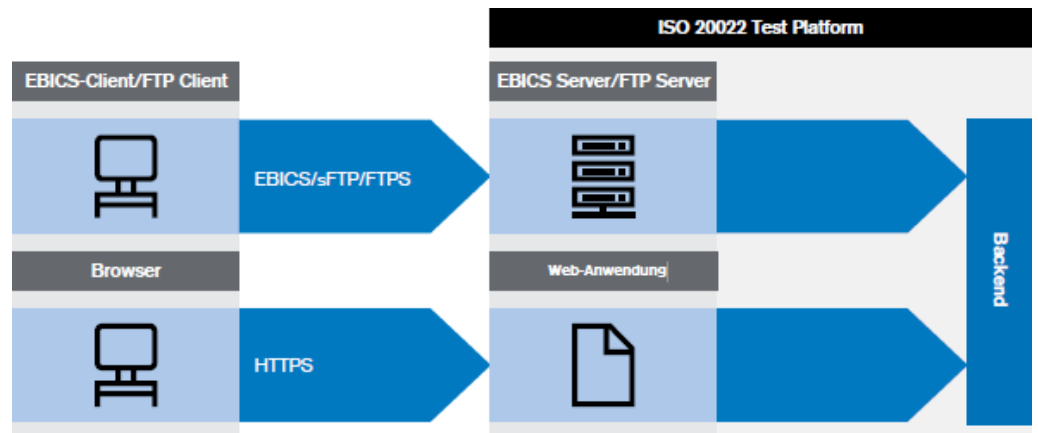 ISO 20022 Test Platform
EBICS-Client/FTP Client
EBICS Server/FTP Server
EBICS/sFTP/FTPS
Browser
Web-Anwendung
Backend
HTTPS